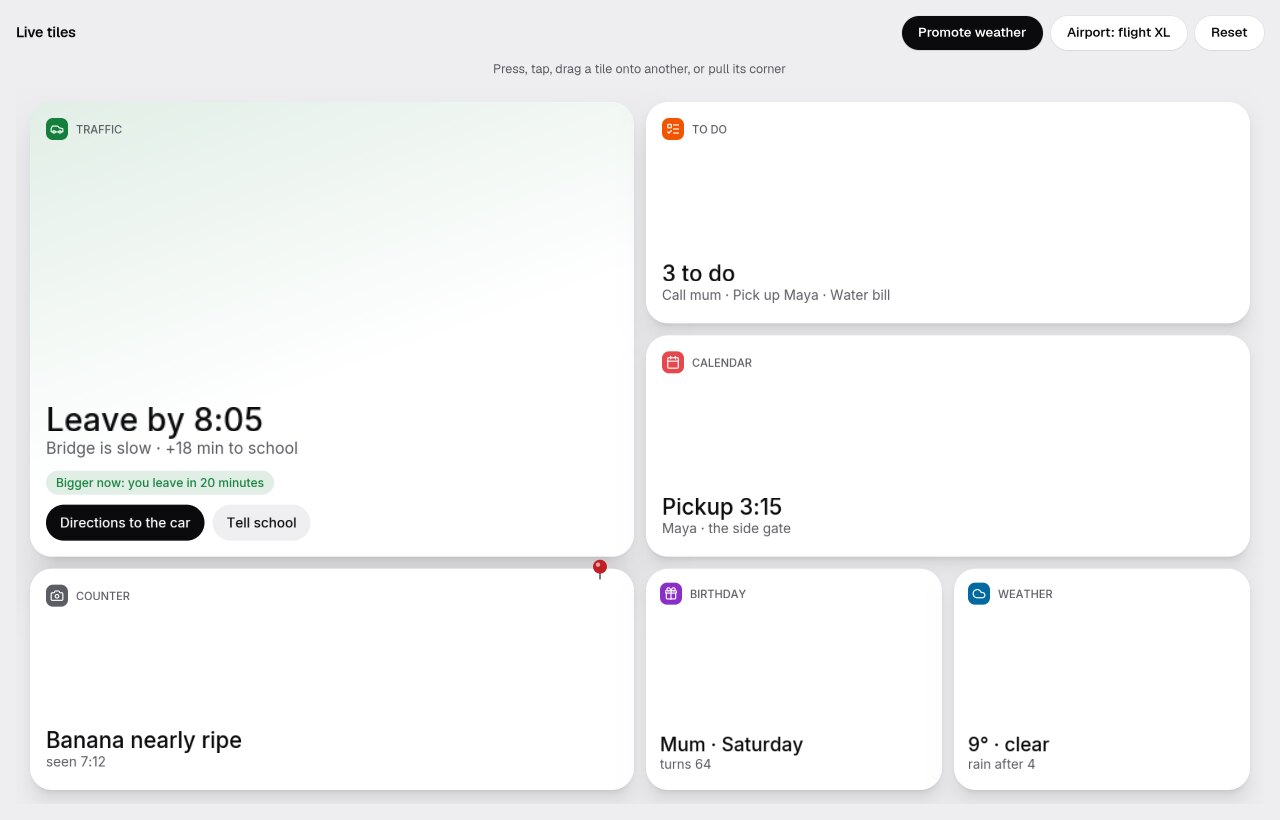 Live tiles
Promote weather
Airport: flight XL
Reset
Press, tap, drag a tile onto another, or pull its corner
TRAFFIC
Leave by 8:05
Bridge is slow · +18 min to school
Bigger now: you leave in 20 minutes
Directions to the car
Tell school
TO DO
3 to do
Call mum · Pick up Maya · Water bill
CALENDAR
Pickup 3:15
Maya · the side gate
COUNTER
Banana nearly ripe
seen 7:12
BIRTHDAY
Mum · Saturday
turns 64
WEATHER
9° · clear
rain after 4